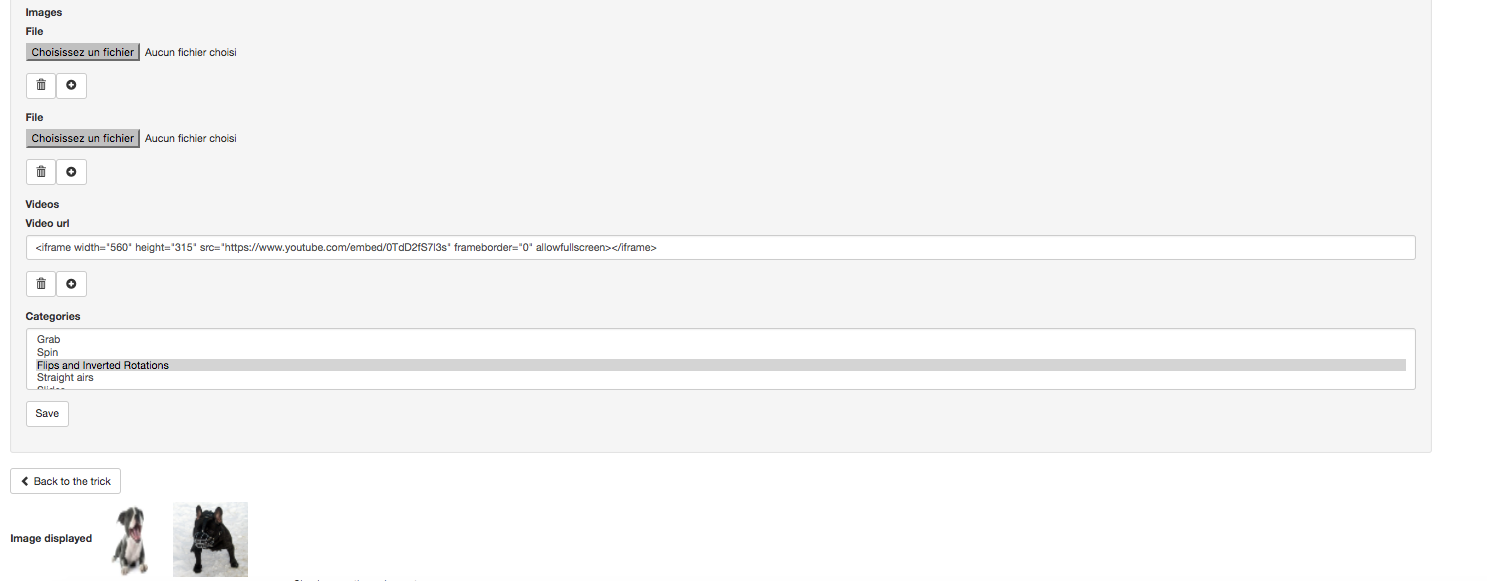 Images
File
Choisissez un fichier Aucun fichier choisi
File
Choisissez un fichier Aucun fichier choisi
Videos
Video url
<iframe width="560" height="315" src="https://www.youtube.com/embed/0TdD2fS7l3s" frameborder="0" allowfullscreen></iframe>
Categories
Grab
Spin
Flips and Inverted Rotations
Straight airs
Save
Back to the trick
Image displayed